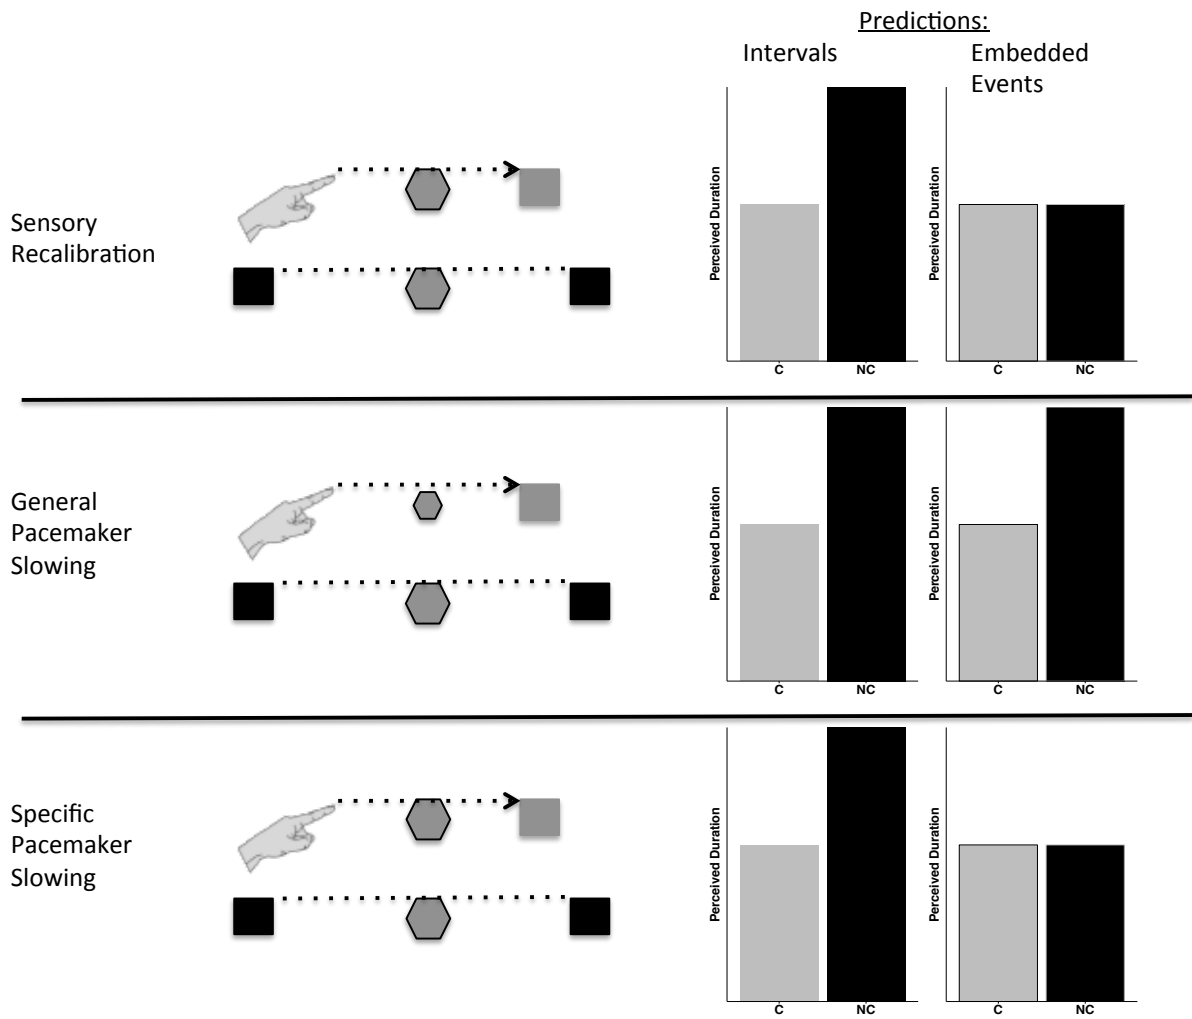 Predictions:
Intervals
Embedded
Events
Sensory
Recalibration
Perceived Duration
C
NC
Perceived Duration
C
NC
General
Pacemaker
Slowing
Perceived Duration
C
NC
Perceived Duration
C
NC
Specific
Pacemaker
Slowing
Perceived Duration
C
NC
Perceived Duration
C
NC